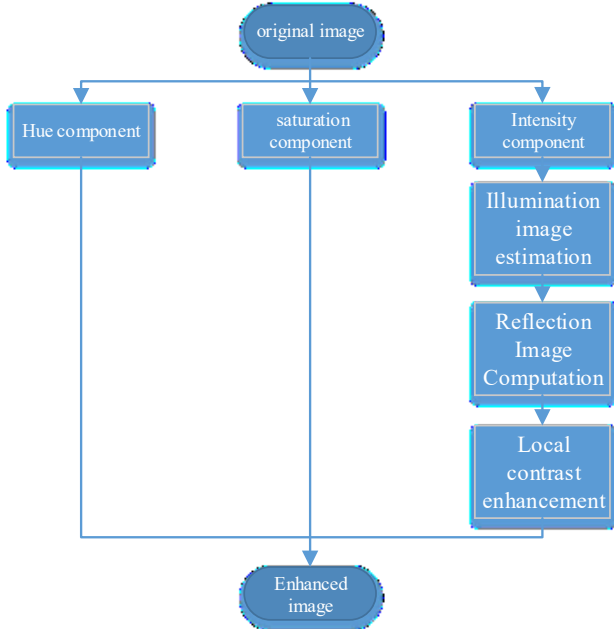 original image
Hue component
saturation
component
Intensity
component
Illumination
image
estimation
Reflection
Image
Computation
Local
contrast
enhancement
Enhanced
image